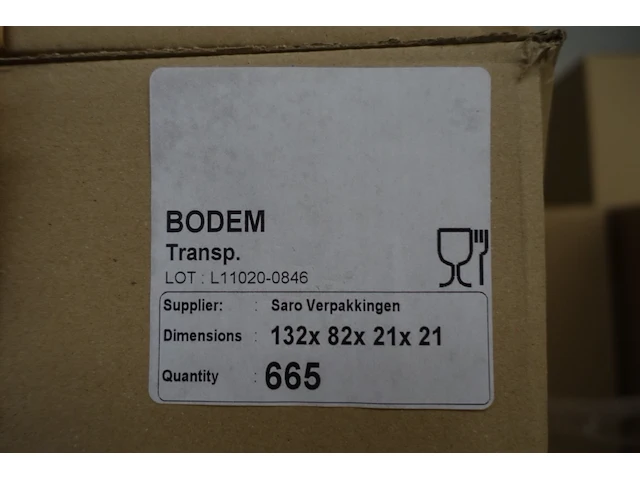 BODEM
Transp.
LOT : L11020-0846
Supplier: : Saro Verpakkingen
Dimensions : 132x 82x 21x 21
Quantity : 665